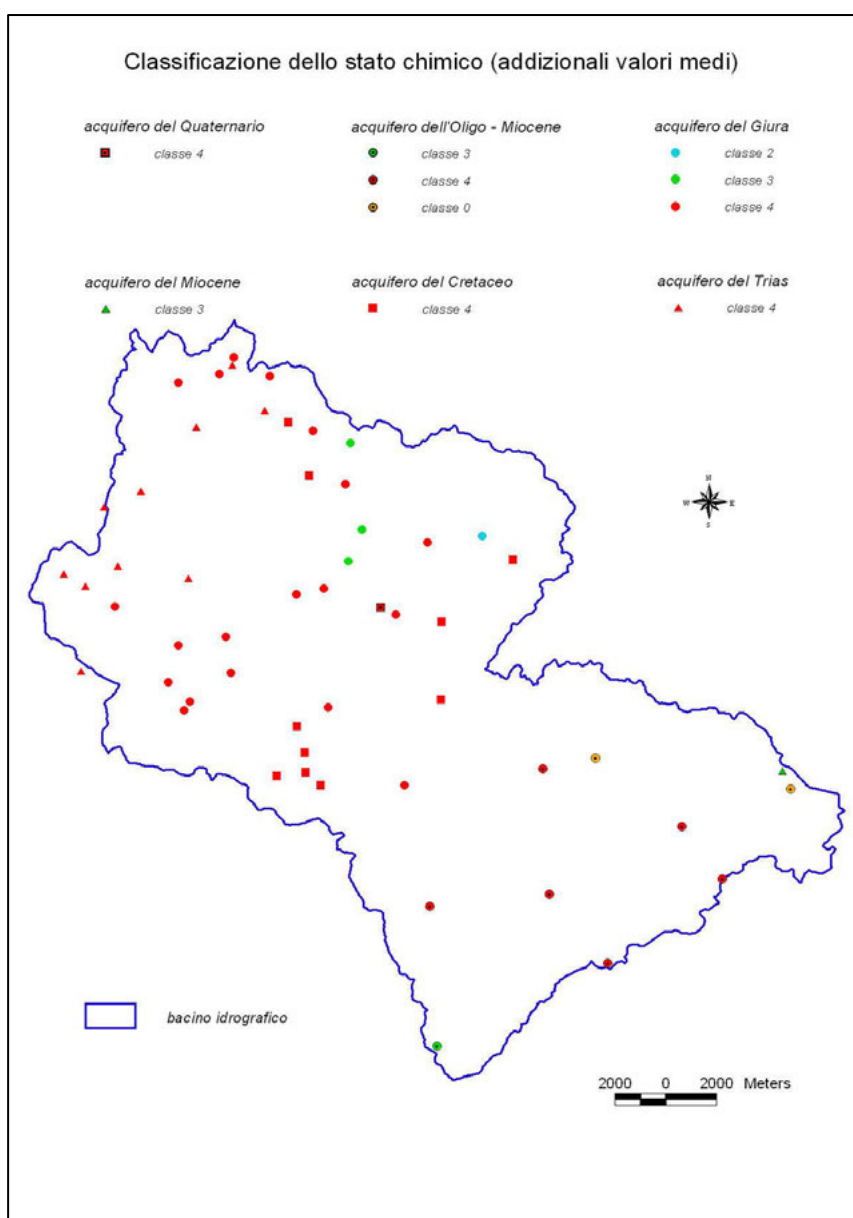 Classificazione dello stato chimico (addizionali valori medi)
acquifero del Quaternario
classe 4
acquifero dell'Oligo - Miocene
classe 3
classe 4
classe 0
acquifero del Giura
classe 2
classe 3
classe 4
acquifero del Miocene
classe 3
acquifero del Cretaceo
classe 4
acquifero del Trias
classe 4
N
W E
S
bacino idrografico
2000 0 2000 Meters